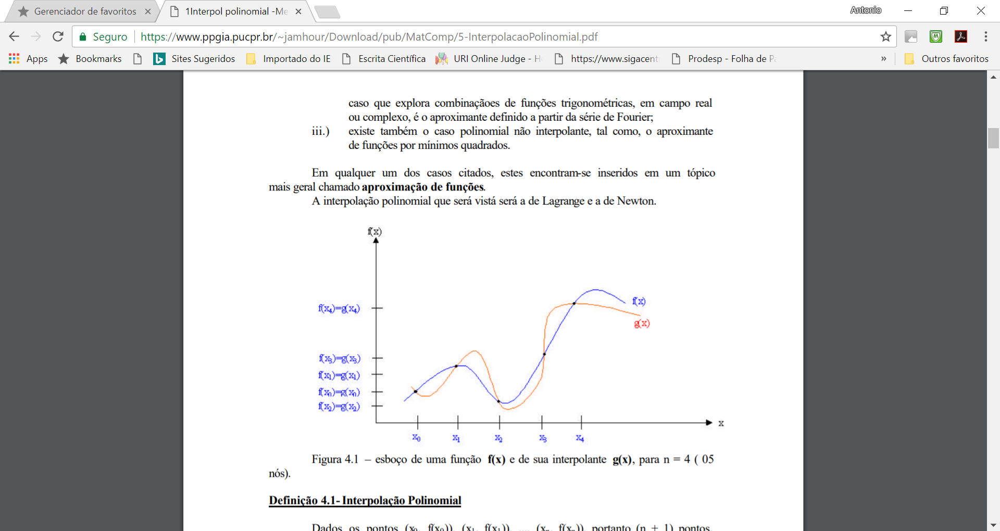 Gerenciador de favoritos
1Interpol polinomial -Me
Antonio
Seguro
https://www.ppgia.pucpr.br/~jamhour/Download/pub/MatComp/5-InterpolacaoPolinomial.pdf
Apps
Bookmarks
Sites Sugeridos
Importado do IE
Escrita Científica
URI Online Judge - H
https://www.sigacent
Prodesp - Folha de Pa
»
Outros favoritos
caso que explora combinaçãoes de funções trigonométricas, em campo real
ou complexo, é o aproximante definido a partir da série de Fourier;
iii.) existe também o caso polinomial não interpolante, tal como, o aproximante
de funções por mínimos quadrados.
Em qualquer um dos casos citados, estes encontram-se inseridos em um tópico
mais geral chamado aproximação de funções.
A interpolação polinomial que será vistá será a de Lagrange e a de Newton.
f(x)
f(x)
g(x)
f(x₄)=g(x₄)
f(x₃)=g(x₃)
f(x₁)=g(x₁)
f(x₀)=g(x₀)
f(x₂)=g(x₂)
x
x₀ x₁ x₂ x₃ x₄
Figura 4.1 – esboço de uma função f(x) e de sua interpolante g(x), para n = 4 ( 05
nós).
Definição 4.1- Interpolação Polinomial
Dados os pontos (x₀, f(x₀)), (x₁, f(x₁)), ..., (xₙ, f(xₙ)), portanto (n + 1) pontos,